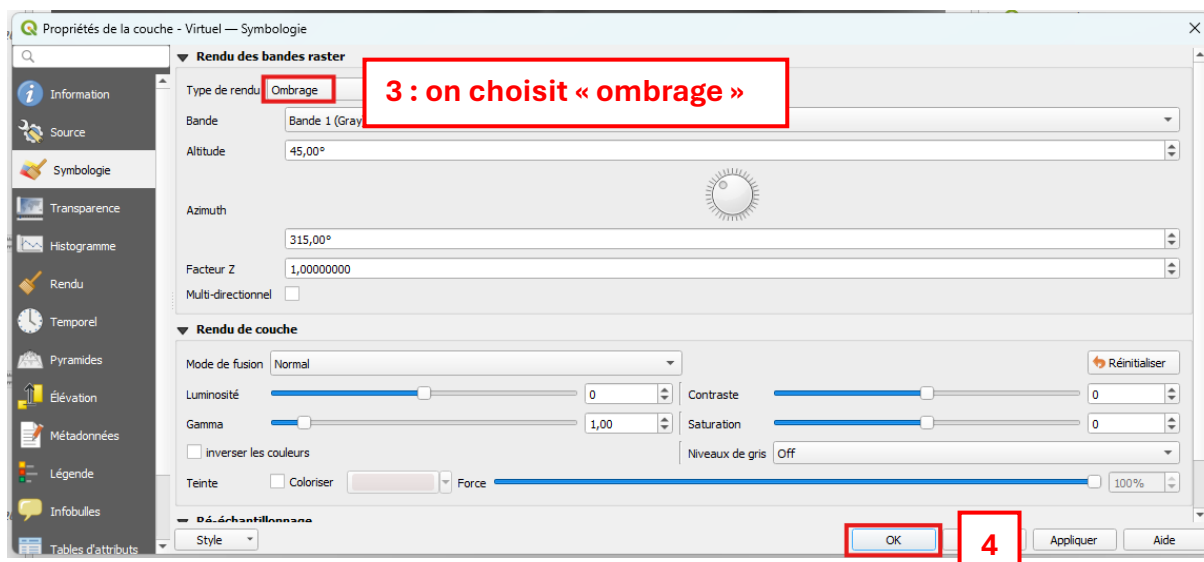 Propriétés de la couche - Virtuel — Symbologie
Information
Source
Symbologie
Transparence
Histogramme
Rendu
Temporel
Pyramides
Élévation
Métadonnées
Légende
Infobulles
Tables d'attributs
Rendu des bandes raster
Type de rendu Ombrage
3 : on choisit « ombrage »
Bande Bande 1 (Gray
Altitude 45,00°
Azimuth
315,00°
Facteur Z 1,00000000
Multi-directionnel
Rendu de couche
Mode de fusion Normal Réinitialiser
Luminosité 0 Contraste 0
Gamma 1,00 Saturation 0
inverser les couleurs Niveaux de gris Off
Teinte Coloriser Force 100%
Ré-échantillonnage
Style OK 4 Appliquer Aide